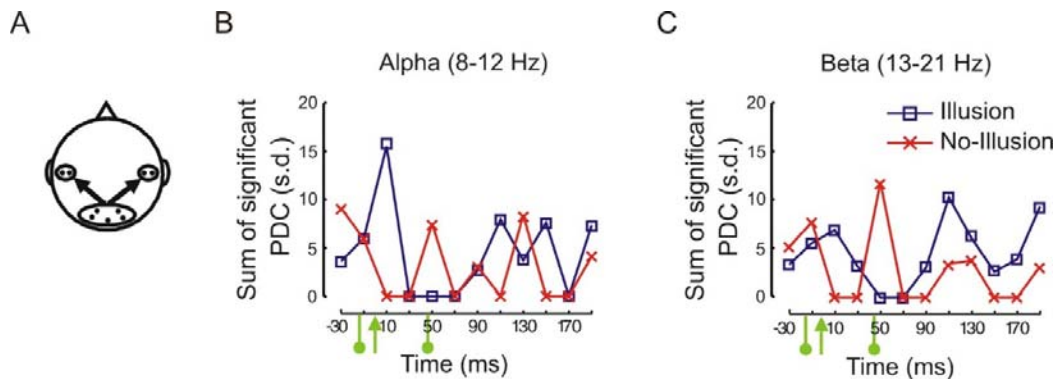 A
B
Alpha (8-12 Hz)
Sum of significant
PDC (s.d.)
20
15
10
5
0
-30 10 50 90 130 170
Time (ms)
C
Beta (13-21 Hz)
Sum of significant
PDC (s.d.)
20
15
10
5
0
-30 10 50 90 130 170
Time (ms)
Illusion
No-Illusion